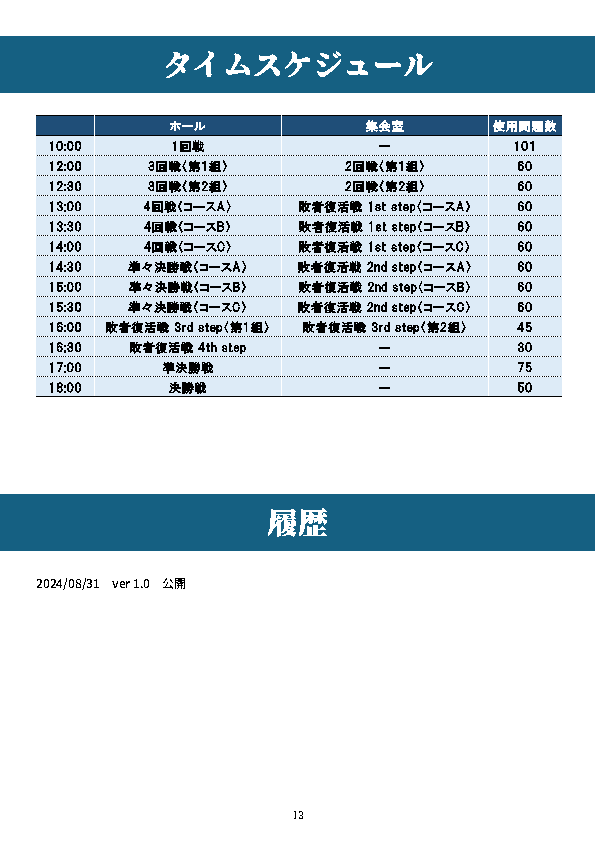 タイムスケジュール
ホール 集会室 使用問題数
10:00 1回戦 ー 101
12:00 3回戦〈第1組〉 2回戦〈第1組〉 60
12:30 3回戦〈第2組〉 2回戦〈第2組〉 60
13:00 4回戦〈コースA〉 敗者復活戦 1st step〈コースA〉 60
13:30 4回戦〈コースB〉 敗者復活戦 1st step〈コースB〉 60
14:00 4回戦〈コースC〉 敗者復活戦 1st step〈コースC〉 60
14:30 準々決勝戦〈コースA〉 敗者復活戦 2nd step〈コースA〉 60
15:00 準々決勝戦〈コースB〉 敗者復活戦 2nd step〈コースB〉 60
15:30 準々決勝戦〈コースC〉 敗者復活戦 2nd step〈コースC〉 60
16:00 敗者復活戦 3rd step〈第1組〉 敗者復活戦 3rd step〈第2組〉 45
16:30 敗者復活戦 4th step ー 30
17:00 準決勝戦 ー 75
18:00 決勝戦 ー 50
履歴
2024/08/31 ver 1.0 公開
13